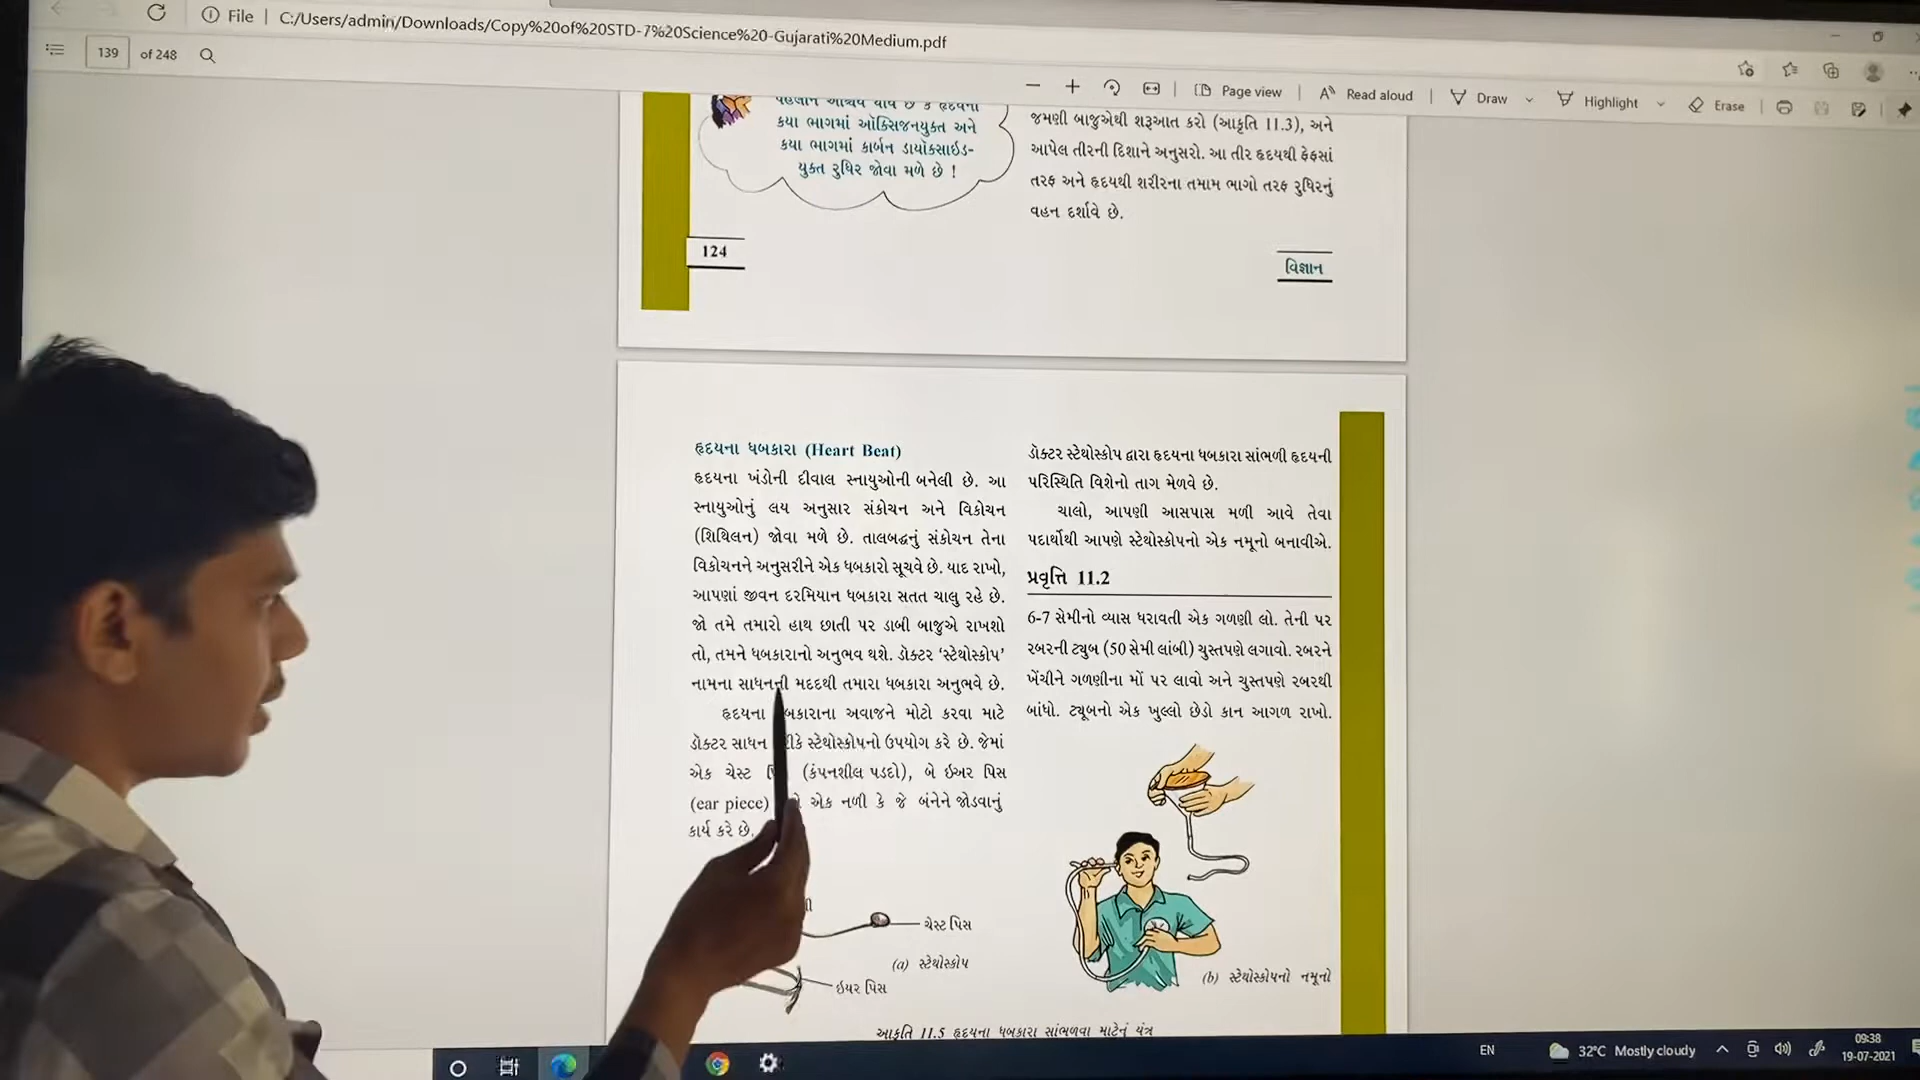 File | C:/Users/admin/Downloads/Copy%20of%20STD-7%20Science%20-Gujarati%20Medium.pdf
139 of 248
Page view
Read aloud
Draw
Highlight
Erase
કયા ભાગમાં ઑક્સિજનયુક્ત અને
કયા ભાગમાં કાર્બન ડાયૉક્સાઇડ-
યુક્ત રુધિર જોવા મળે છે !
જમણી બાજુએથી શરૂઆત કરો (આકૃતિ 11.3), અને
આપેલ તીરની દિશાને અનુસરો. આ તીર હૃદયથી ફેફસાં
તરફ અને હૃદયથી શરીરના તમામ ભાગો તરફ રુધિરનું
વહન દર્શાવે છે.
124
વિજ્ઞાન
હૃદયના ધબકારા (Heart Beat)
હૃદયના ખંડોની દીવાલ સ્નાયુઓની બનેલી છે. આ
સ્નાયુઓનું લય અનુસાર સંકોચન અને વિકોચન
(શિથિલન) જોવા મળે છે. તાલબદ્ધનું સંકોચન તેના
વિકોચનને અનુસરીને એક ધબકારો સૂચવે છે. યાદ રાખો,
આપણાં જીવન દરમિયાન ધબકારા સતત ચાલુ રહે છે.
જો તમે તમારો હાથ છાતી પર ડાબી બાજુએ રાખશો
તો, તમને ધબકારાનો અનુભવ થશે. ડૉક્ટર ‘સ્ટેથોસ્કોપ’
નામના સાધનની મદદથી તમારા ધબકારા અનુભવે છે.
હૃદયના બકારાના અવાજને મોટો કરવા માટે
ડૉક્ટર સાધન રીકે સ્ટેથોસ્કોપનો ઉપયોગ કરે છે. જેમાં
એક ચેસ્ટ (કંપનશીલ પડદો), બે ઇઅર પિસ
(ear piece) એક નળી કે જે બંનેને જોડવાનું
કાર્ય કરે છે.
ચેસ્ટ પિસ
(a) સ્ટેથોસ્કોપ
ઇયર પિસ
ડૉક્ટર સ્ટેથોસ્કોપ દ્વારા હૃદયના ધબકારા સાંભળી હૃદયની
પરિસ્થિતિ વિશેનો તાગ મેળવે છે.
ચાલો, આપણી આસપાસ મળી આવે તેવા
પદાર્થોથી આપણે સ્ટેથોસ્કોપનો એક નમૂનો બનાવીએ.
પ્રવૃત્તિ 11.2
6-7 સેમીનો વ્યાસ ધરાવતી એક ગળણી લો. તેની પર
રબરની ટ્યુબ (50 સેમી લાંબી) ચુસ્તપણે લગાવો. રબરને
ખેંચીને ગળણીના મોં પર લાવો અને ચુસ્તપણે રબરથી
બાંધો. ટ્યૂબનો એક ખુલ્લો છેડો કાન આગળ રાખો.
(b) સ્ટેથોસ્કોપનો નમૂનો
આકૃતિ 11.5 હૃદયના ધબકારા સાંભળવા માટેનું યંત્ર
EN
32°C Mostly cloudy
09:38
19-07-2021